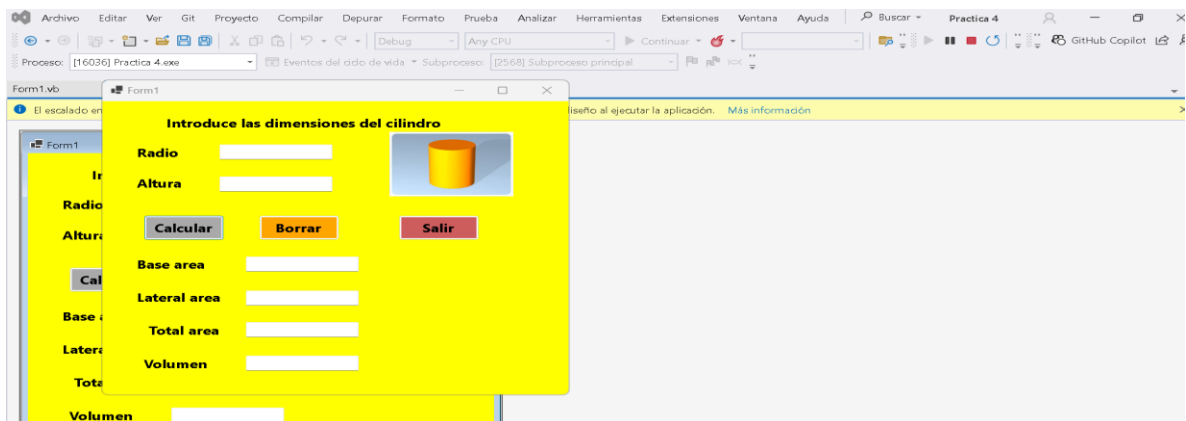 Archivo Editar Ver Git Proyecto Compilar Depurar Formato Prueba Analizar Herramientas Extensiones Ventana Ayuda Buscar Practica 4
Debug Any CPU Continuar GitHub Copilot
Proceso: [16036] Practica 4.exe Eventos del ciclo de vida Subproceso: [2568] Subproceso principal
Form1.vb
El escalado en
liseño al ejecutar la aplicación. Más información
Form1
In
Radio
Altura
Cal
Base
Latera
Tota
Volumen
Form1
Introduce las dimensiones del cilindro
Radio
Altura
Calcular Borrar Salir
Base area
Lateral area
Total area
Volumen